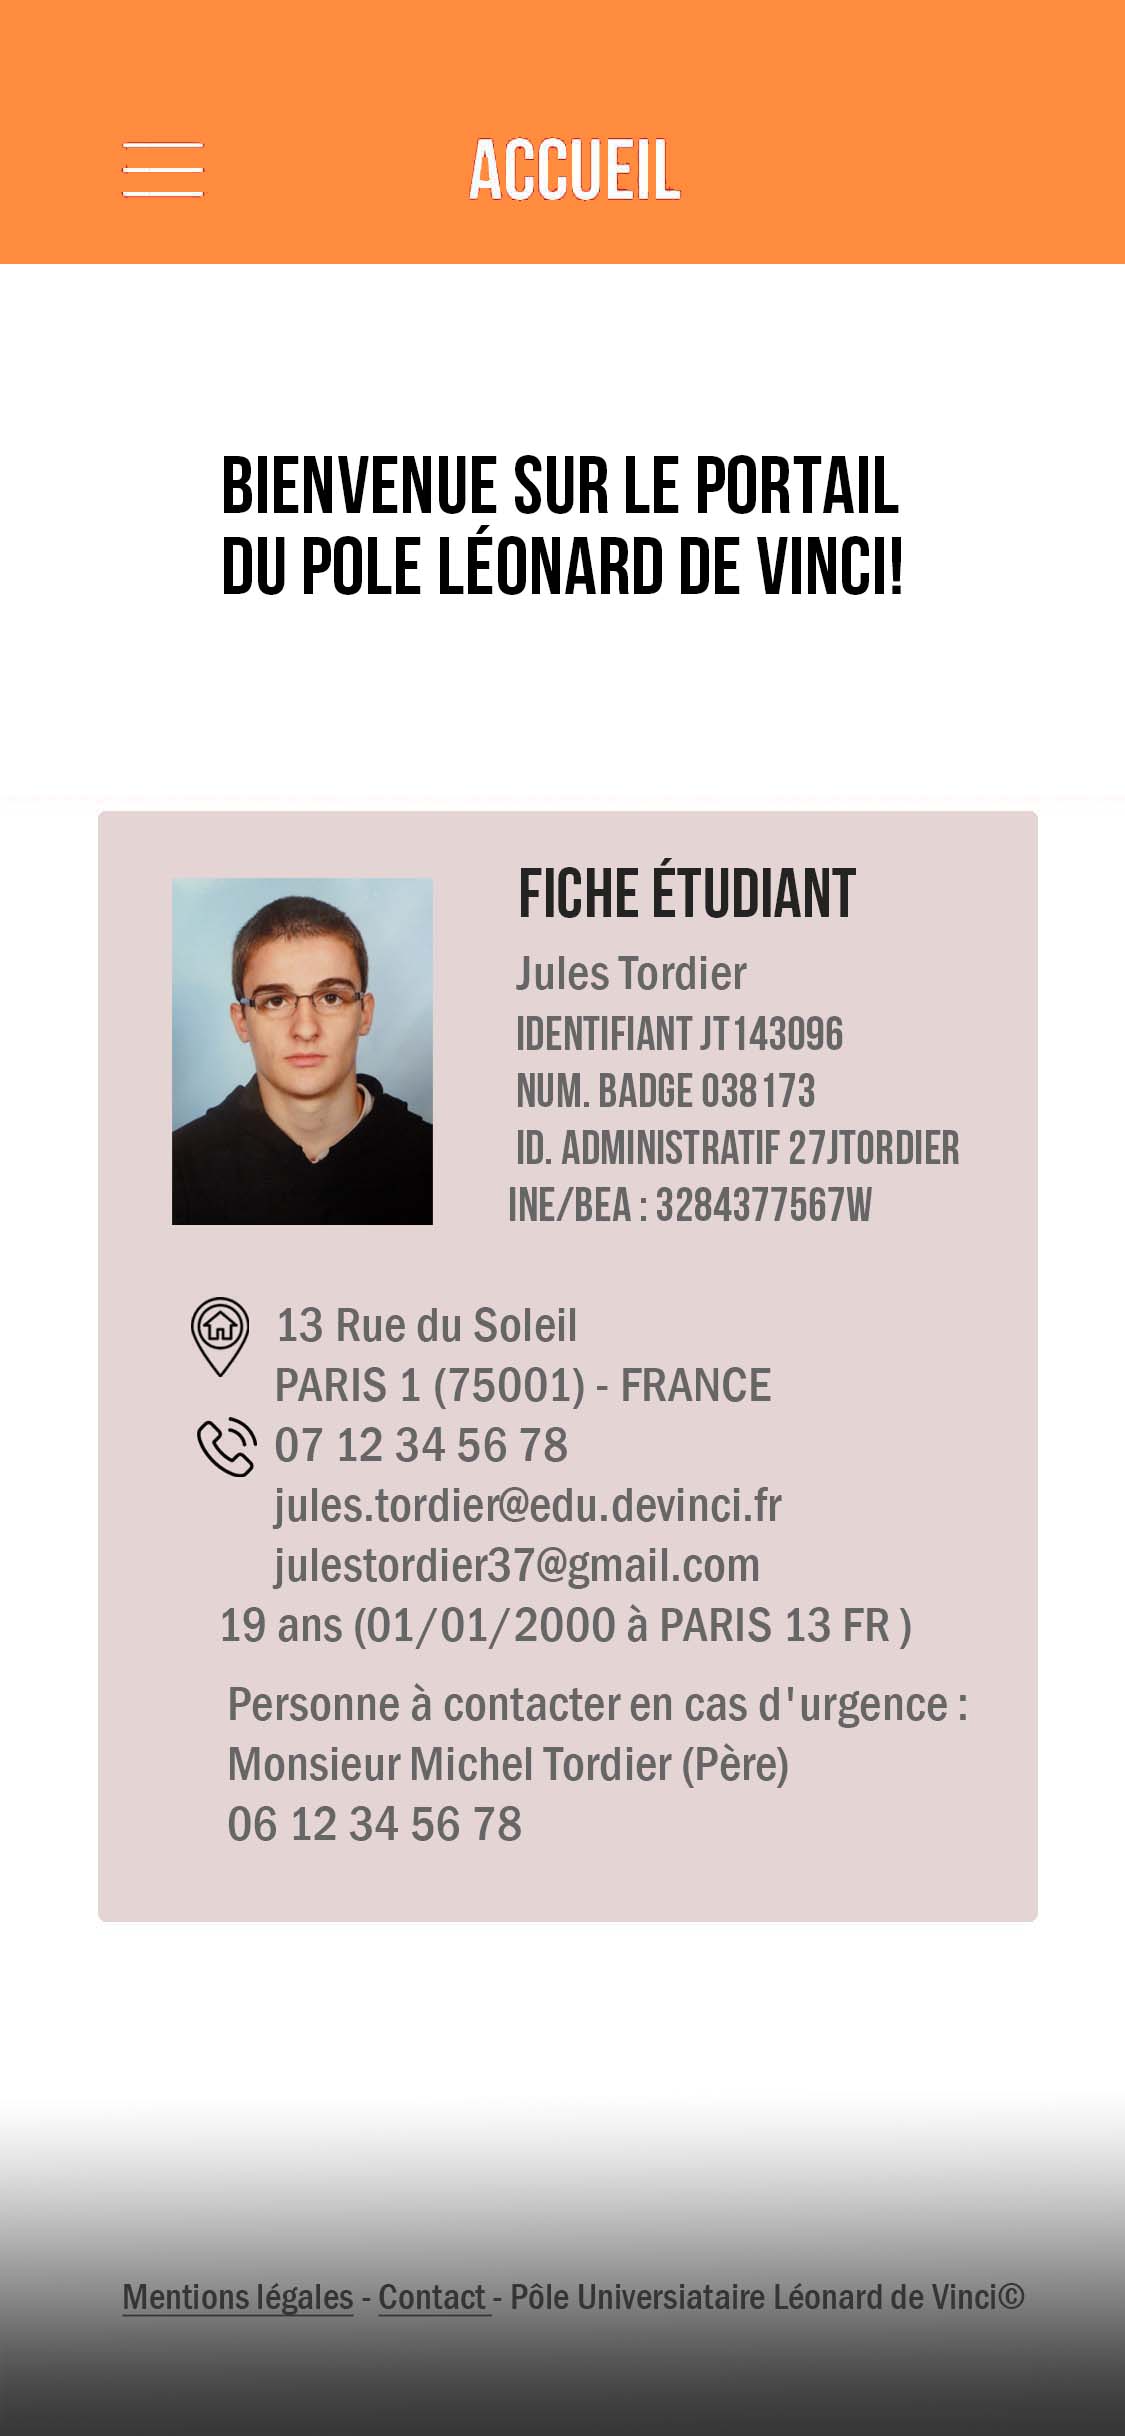 ACCUEIL
BIENVENUE SUR LE PORTAIL
DU POLE LÉONARD DE VINCI!
FICHE ÉTUDIANT
Jules Tordier
IDENTIFIANT JT143096
NUM. BADGE 038173
ID. ADMINISTRATIF 27JTORDIER
INE/BEA : 3284377567W
13 Rue du Soleil
PARIS 1 (75001) - FRANCE
07 12 34 56 78
jules.tordier@edu.devinci.fr
julestordier37@gmail.com
19 ans (01/01/2000 à PARIS 13 FR )
Personne à contacter en cas d'urgence :
Monsieur Michel Tordier (Père)
06 12 34 56 78
Mentions légales - Contact - Pôle Universiataire Léonard de Vinci©